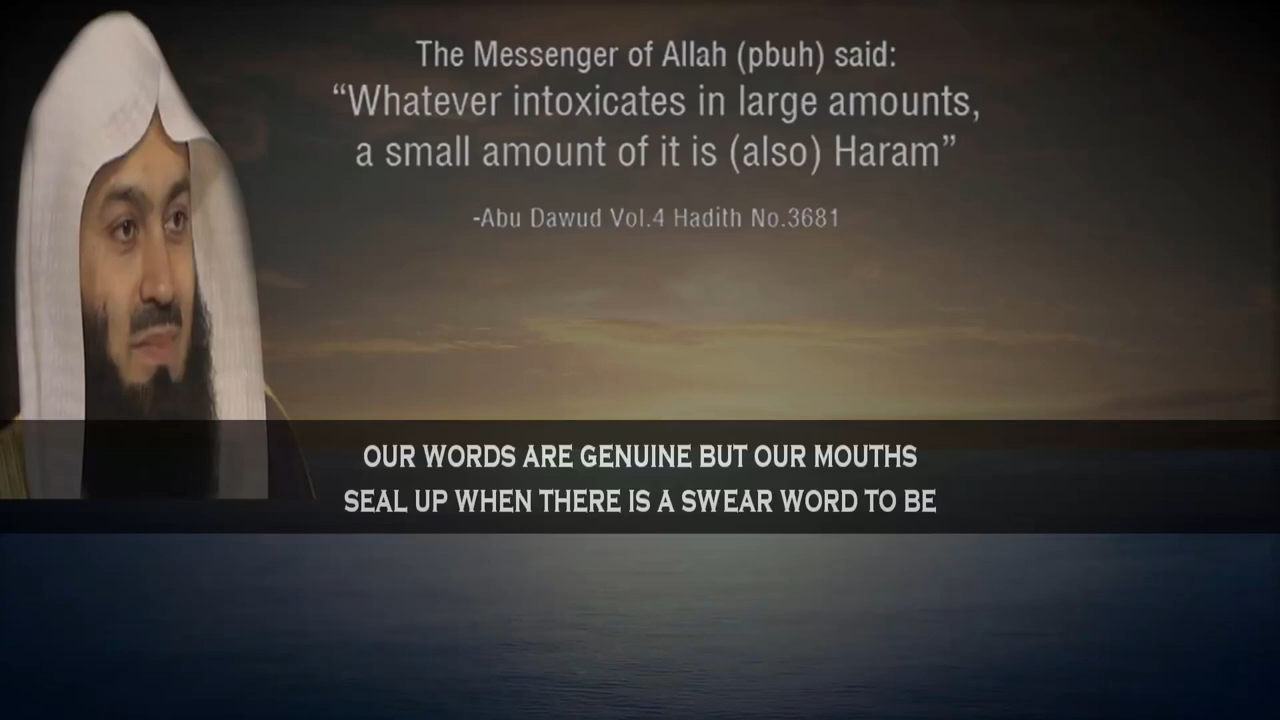 The Messenger of Allah (pbuh) said:
“Whatever intoxicates in large amounts,
a small amount of it is (also) Haram”
-Abu Dawud Vol.4 Hadith No.3681
OUR WORDS ARE GENUINE BUT OUR MOUTHS
SEAL UP WHEN THERE IS A SWEAR WORD TO BE